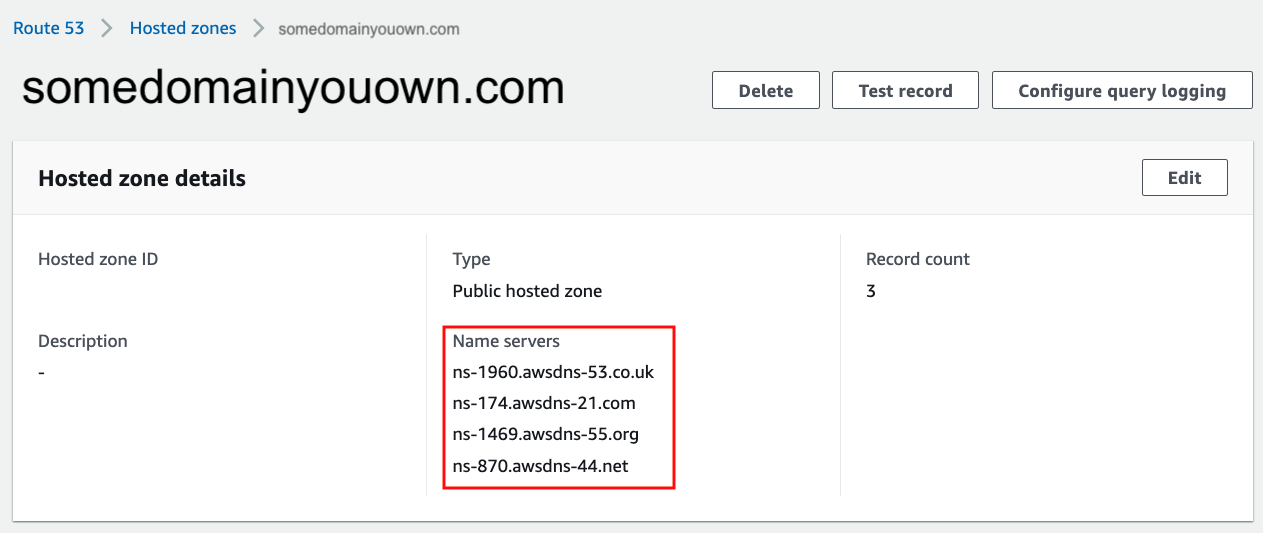 Route 53 > Hosted zones > somedomainyouown.com
somedomainyouown.com
Delete
Test record
Configure query logging
Hosted zone details
Edit
Hosted zone ID
Type
Public hosted zone
Record count
3
Description
-
Name servers
ns-1960.awsdns-53.co.uk
ns-174.awsdns-21.com
ns-1469.awsdns-55.org
ns-870.awsdns-44.net